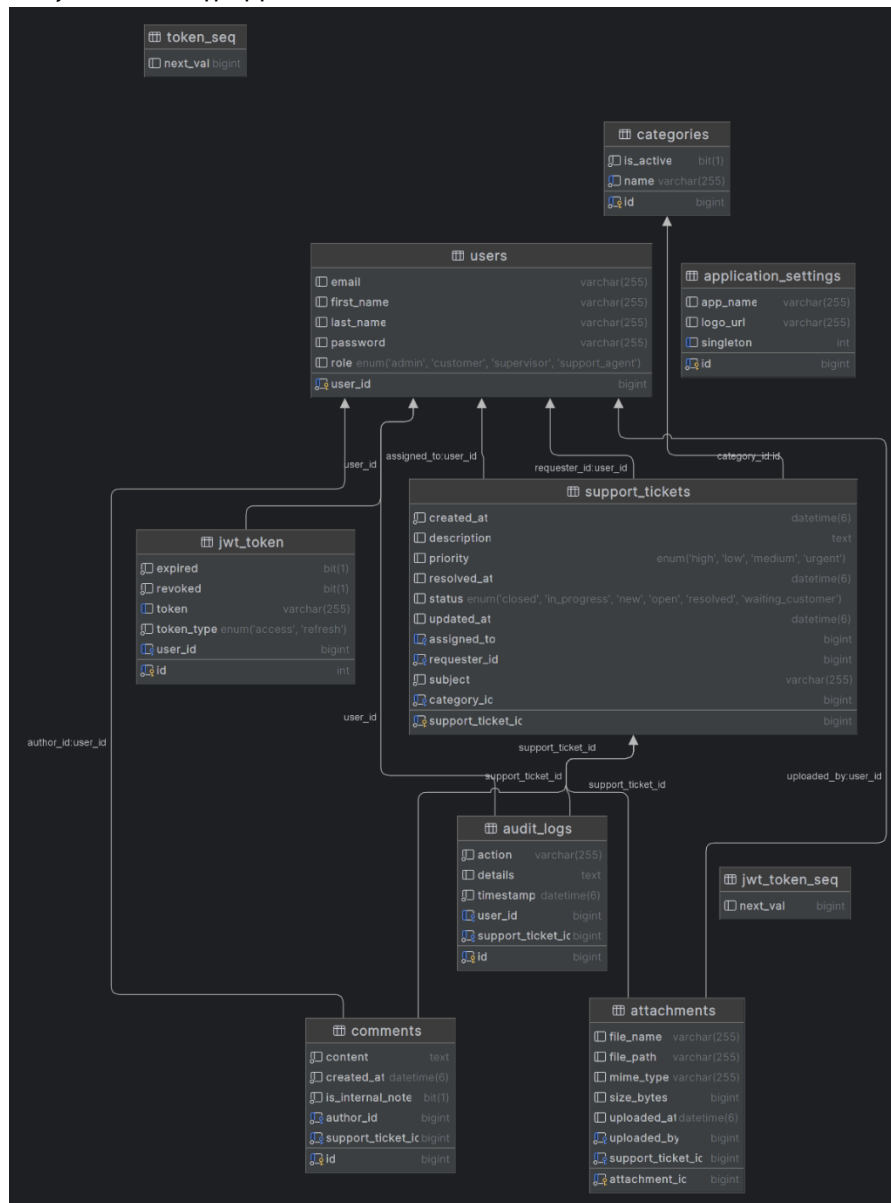 token_seq
next_val bigint
categories
is_active bit(1)
name varchar(255)
id bigint
users
email varchar(255)
first_name varchar(255)
last_name varchar(255)
password varchar(255)
role enum('admin', 'customer', 'supervisor', 'support_agent')
user_id bigint
application_settings
app_name varchar(255)
logo_url varchar(255)
singleton int
id bigint
user_id
assigned_to:user_id
requester_id:user_id
category_id:id
support_tickets
created_at datetime(6)
description text
priority enum('high', 'low', 'medium', 'urgent')
resolved_at datetime(6)
status enum('closed', 'in_progress', 'new', 'open', 'resolved', 'waiting_customer')
updated_at datetime(6)
assigned_to bigint
requester_id bigint
subject varchar(255)
category_ic bigint
support_ticket_ic bigint
jwt_token
expired bit(1)
revoked bit(1)
token varchar(255)
token_type enum('access', 'refresh')
user_id bigint
id int
user_id
author_id:user_id
support_ticket_id
support_ticket_id
support_ticket_id
uploaded_by:user_id
audit_logs
action varchar(255)
details text
timestamp datetime(6)
user_id bigint
support_ticket_ic bigint
id bigint
jwt_token_seq
next_val bigint
comments
content text
created_at datetime(6)
is_internal_note bit(1)
author_id bigint
support_ticket_ic bigint
id bigint
attachments
file_name varchar(255)
file_path varchar(255)
mime_type varchar(255)
size_bytes bigint
uploaded_at datetime(6)
uploaded_by bigint
support_ticket_ic bigint
attachment_ic bigint